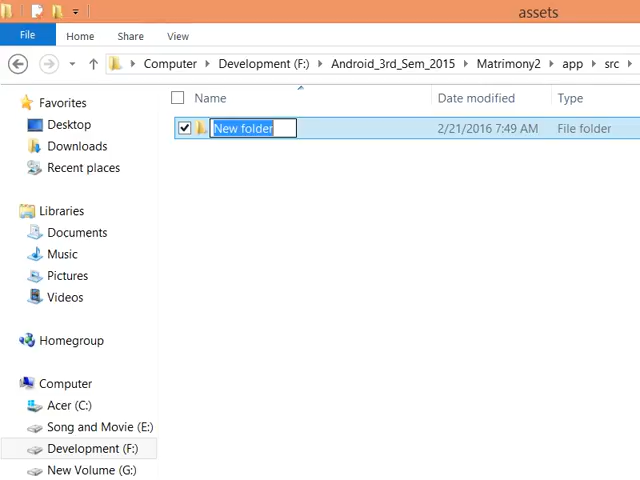 assets
File Home Share View
Computer Development (F:) Android_3rd_Sem_2015 Matrimony2 app src
Favorites
Desktop
Downloads
Recent places
Libraries
Documents
Music
Pictures
Videos
Homegroup
Computer
Acer (C:)
Song and Movie (E:)
Development (F:)
New Volume (G:)
Name Date modified Type
New folder 2/21/2016 7:49 AM File folder